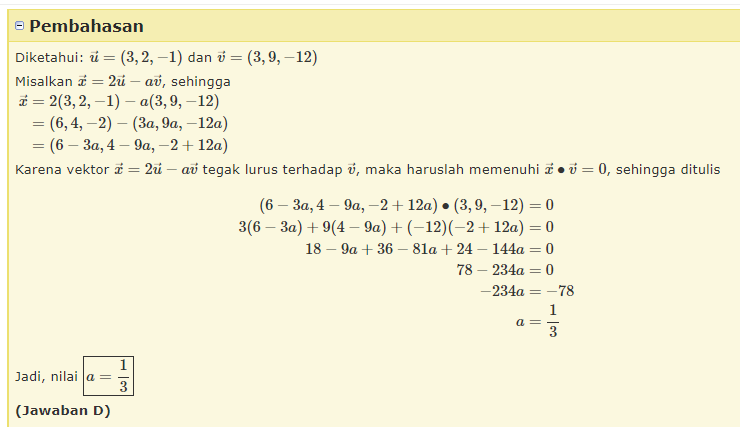 Pembahasan
Diketahui: $\vec{u} = (3, 2, -1)$ dan $\vec{v} = (3, 9, -12)$
Misalkan $\vec{x} = 2\vec{u} - a\vec{v}$, sehingga
$\vec{x} = 2(3, 2, -1) - a(3, 9, -12)$
$= (6, 4, -2) - (3a, 9a, -12a)$
$= (6 - 3a, 4 - 9a, -2 + 12a)$
Karena vektor $\vec{x} = 2\vec{u} - a\vec{v}$ tegak lurus terhadap $\vec{v}$, maka haruslah memenuhi $\vec{x} \bullet \vec{v} = 0$, sehingga ditulis
$(6 - 3a, 4 - 9a, -2 + 12a) \bullet (3, 9, -12) = 0$
$3(6 - 3a) + 9(4 - 9a) + (-12)(-2 + 12a) = 0$
$18 - 9a + 36 - 81a + 24 - 144a = 0$
$78 - 234a = 0$
$-234a = -78$
$a = \frac{1}{3}$
Jadi, nilai $a = \frac{1}{3}$
(Jawaban D)